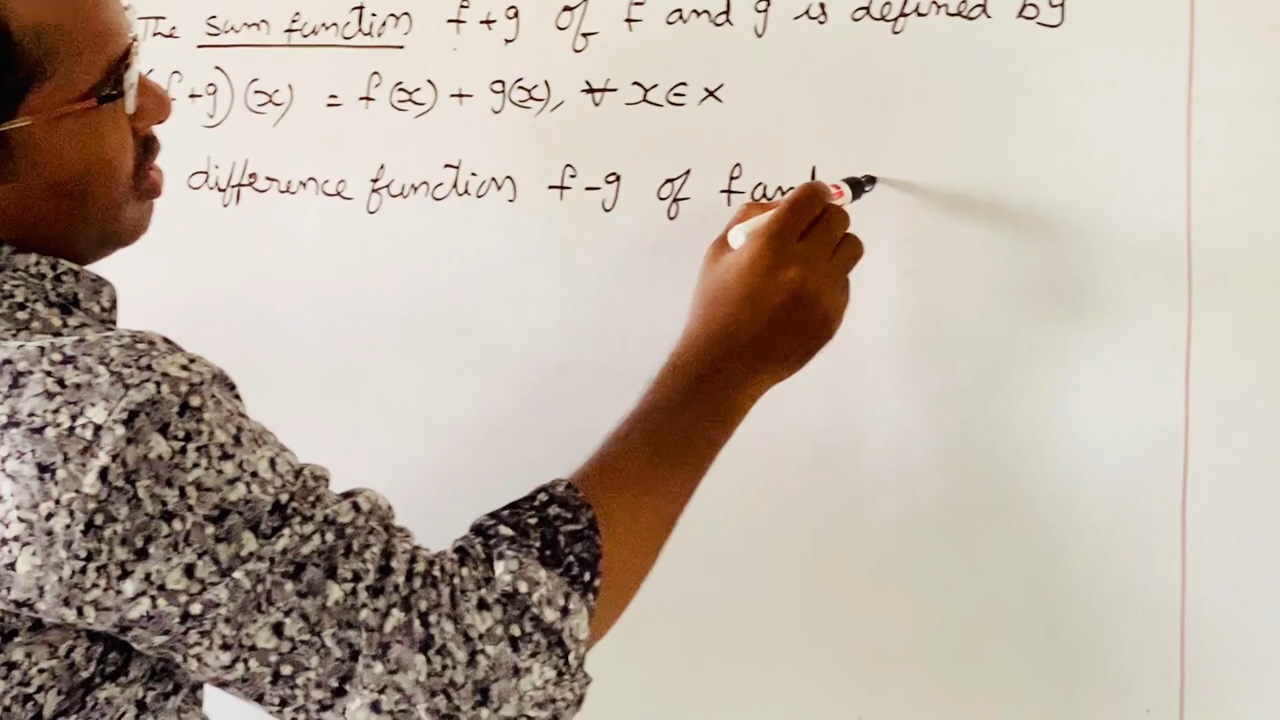 The sum function f+g of f and g is defined by
f+g)(x) = f(x) + g(x), ∀ x ∈ X
difference function f-g of f and